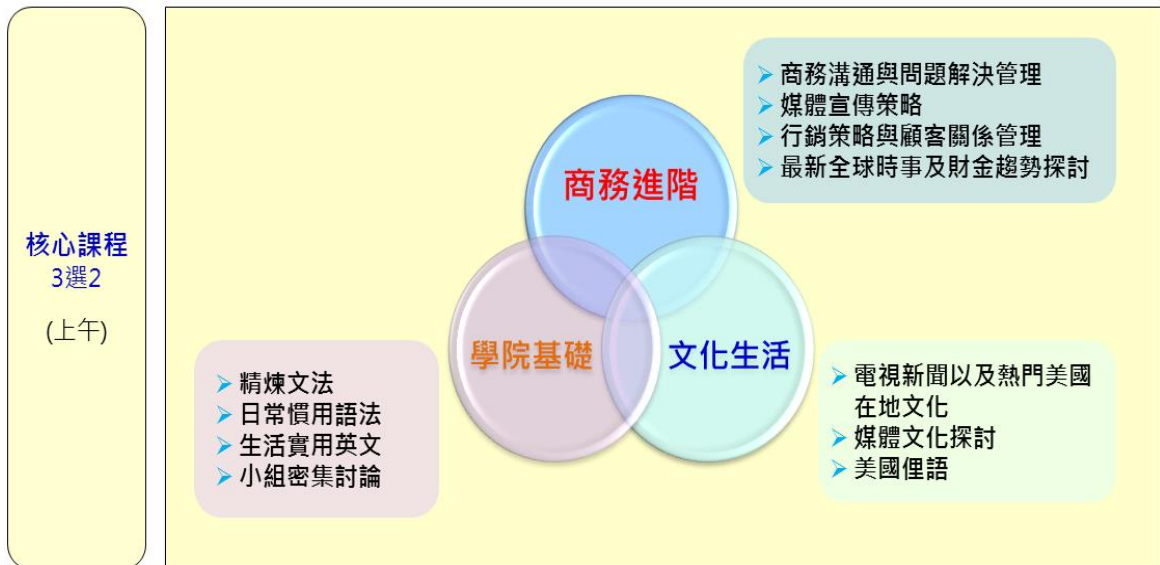 核心課程
3選2
(上午)
商務進階
➢ 商務溝通與問題解決管理
➢ 媒體宣傳策略
➢ 行銷策略與顧客關係管理
➢ 最新全球時事及財金趨勢探討
學院基礎
➢ 精煉文法
➢ 日常慣用語法
➢ 生活實用英文
➢ 小組密集討論
文化生活
➢ 電視新聞以及熱門美國
在地文化
➢ 媒體文化探討
➢ 美國俚語